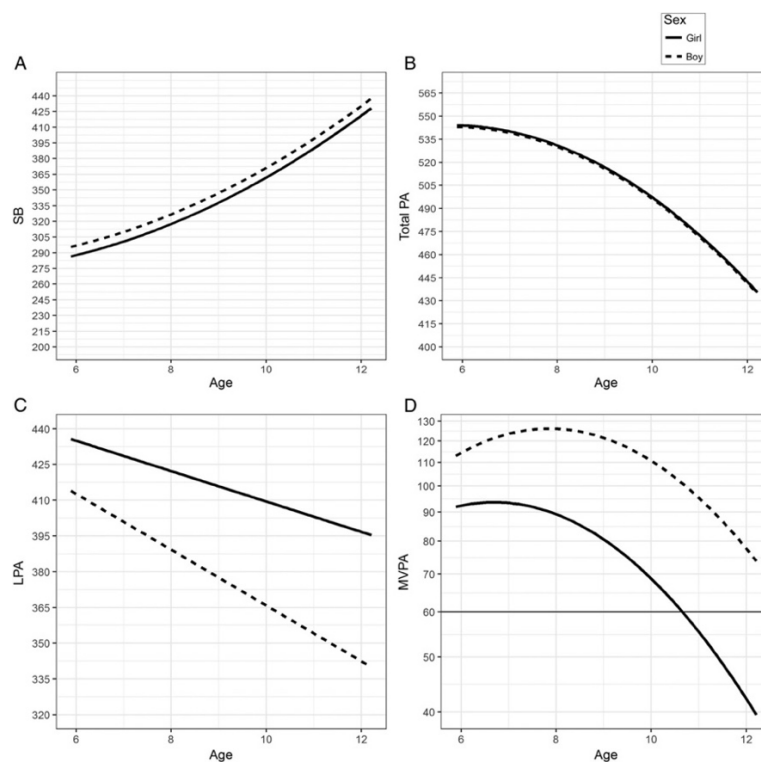 Sex
Girl
Boy
A
SB
440
425
410
395
380
365
350
335
320
305
290
275
260
245
230
215
200
6 8 10 12
Age
B
Total PA
565
550
535
520
505
490
475
460
445
430
415
400
6 8 10 12
Age
C
LPA
440
425
410
395
380
365
350
335
320
6 8 10 12
Age
D
MVPA
130
120
110
100
90
80
70
60
50
40
6 8 10 12
Age